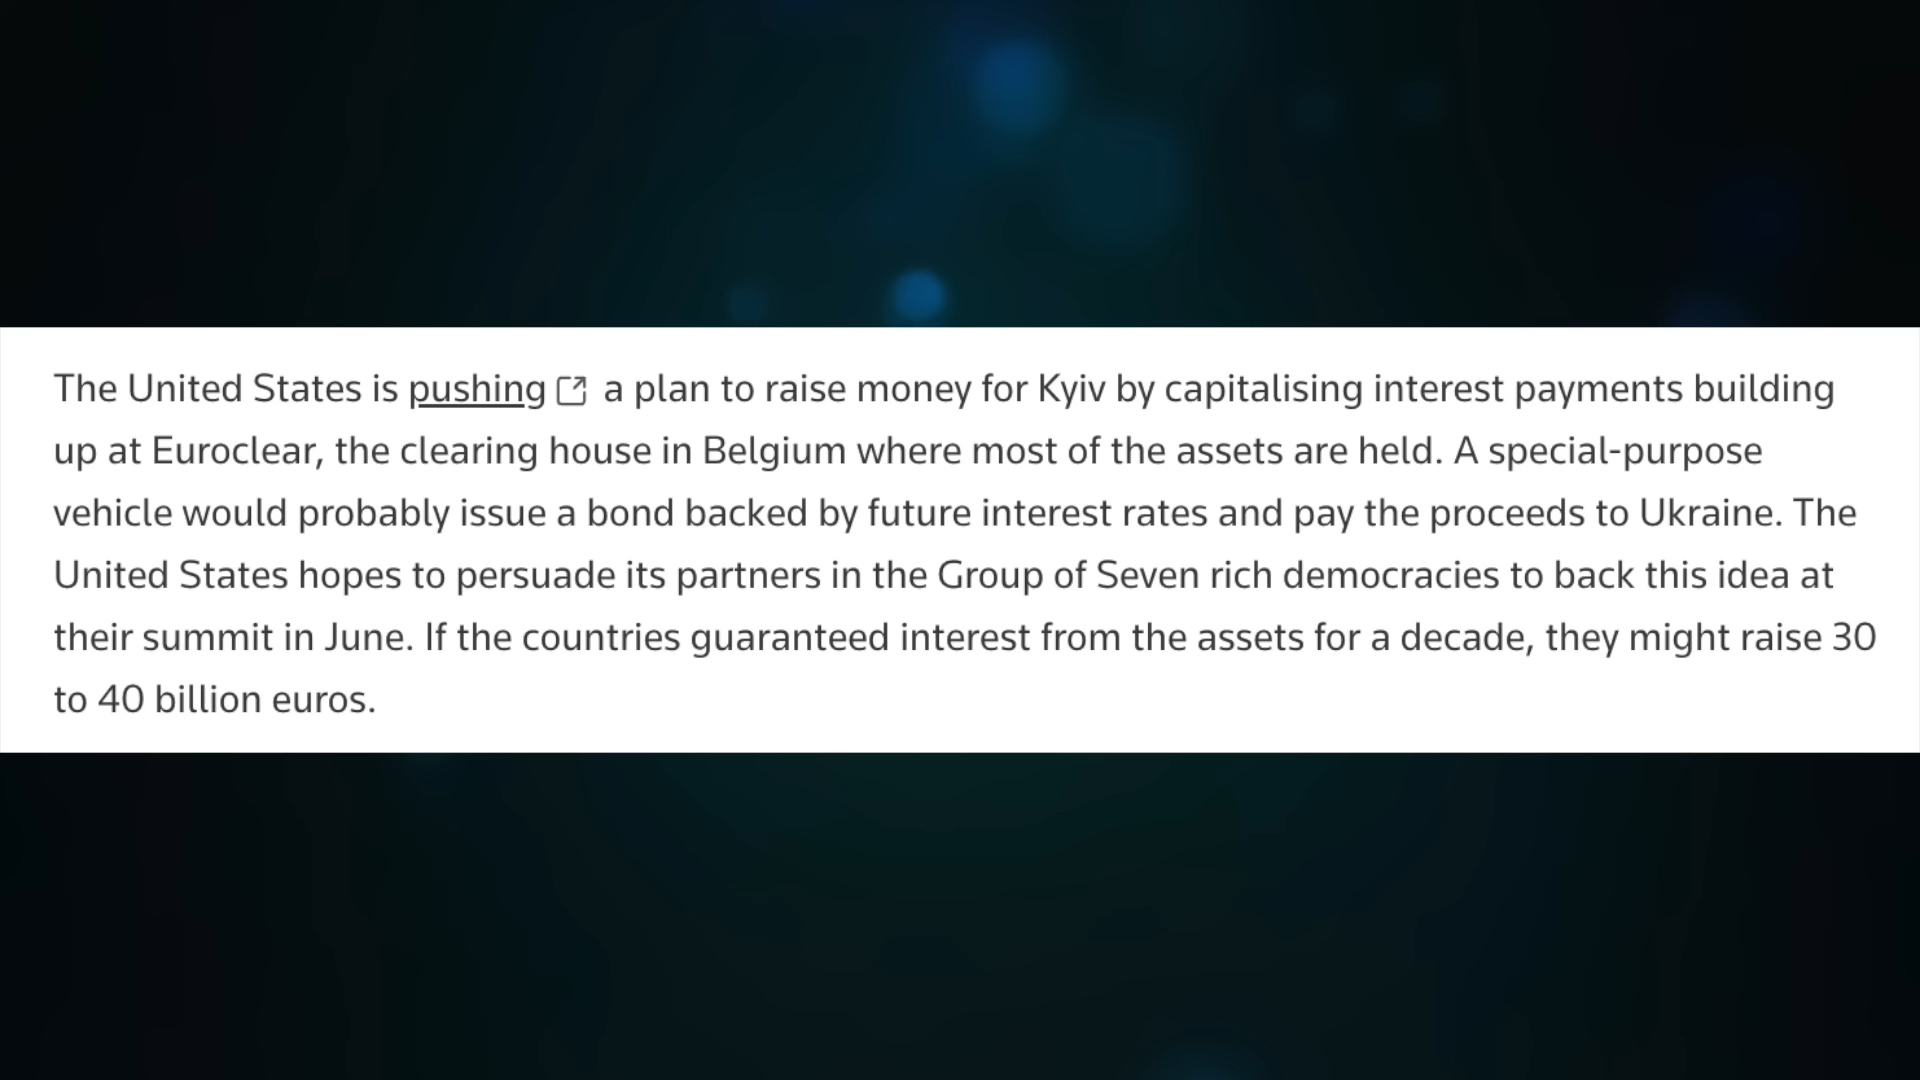 The United States is pushing a plan to raise money for Kyiv by capitalising interest payments building
up at Euroclear, the clearing house in Belgium where most of the assets are held. A special-purpose
vehicle would probably issue a bond backed by future interest rates and pay the proceeds to Ukraine. The
United States hopes to persuade its partners in the Group of Seven rich democracies to back this idea at
their summit in June. If the countries guaranteed interest from the assets for a decade, they might raise 30
to 40 billion euros.